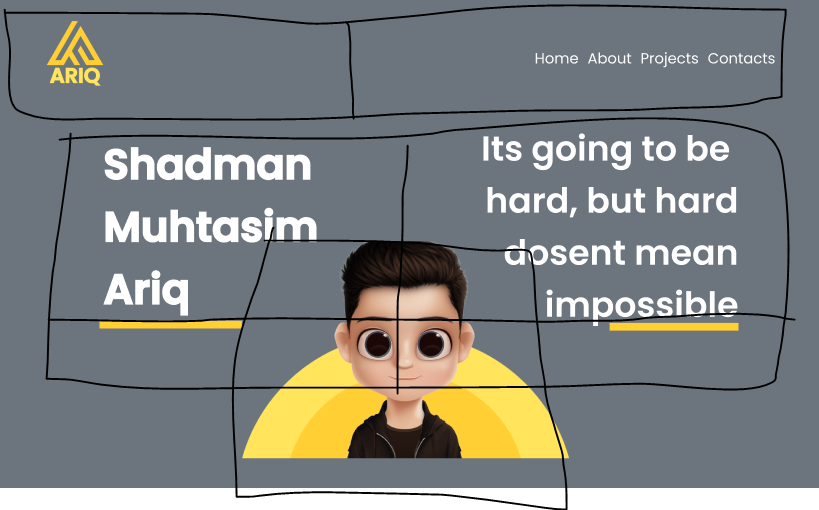 ARIQ
Home About Projects Contacts
Shadman
Muhtasim
Ariq
Its going to be
hard, but hard
dosent mean
impossible